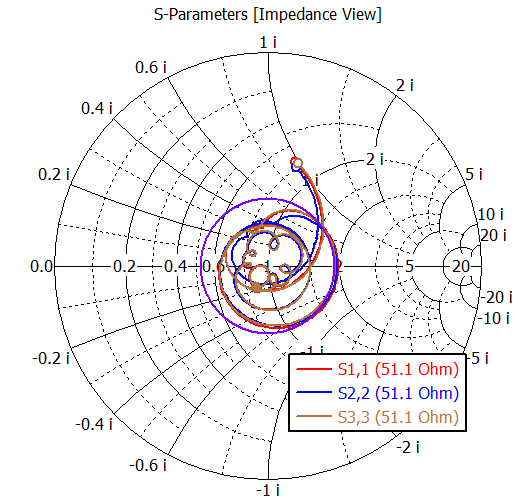 S-Parameters [Impedance View]
1 i
0.6 i
2 i
0.4 i
0.2 i
1 i
2 i
5 i
10 i
20 i
0.0
0.2
0.4
0.6
1
2
5
20
-20 i
-10 i
-0.2 i
-1 i
-5 i
S1,1 (51.1 Ohm)
S2,2 (51.1 Ohm)
S3,3 (51.1 Ohm)
-0.4 i
-0.6 i
-2 i
-1 i